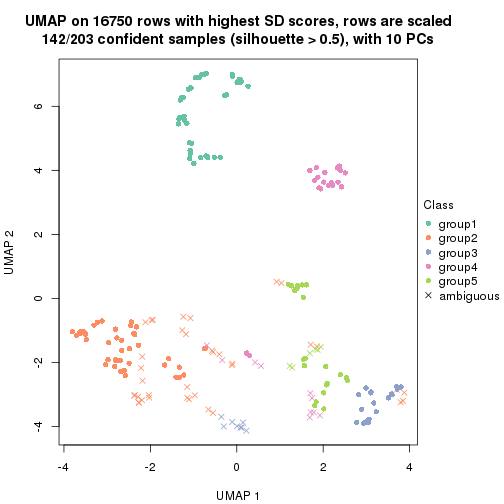 UMAP on 16750 rows with highest SD scores, rows are scaled
142/203 confident samples (silhouette > 0.5), with 10 PCs
6
4
2
0
-2
-4
UMAP 2
-4
-2
0
2
4
UMAP 1
Class
group1
group2
group3
group4
group5
ambiguous